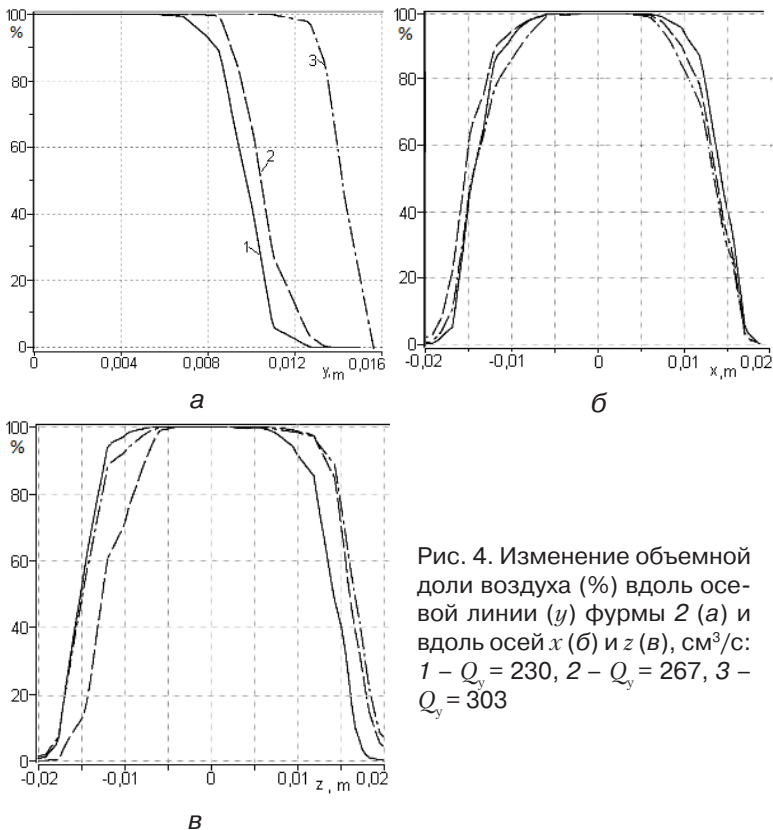 100
%
80
60
40
20
0
3
2
1
0 0,004 0,008 0,012 0,016
y,m
а
100
%
80
60
40
20
0
-0,02 -0,01 0 0,01 0,02
x,m
б
100
%
80
60
40
20
0
-0,02 -0,01 0 0,01 0,02
z, m
в
Рис. 4. Изменение объемной
доли воздуха (%) вдоль осе-
вой линии (y) фурмы 2 (а) и
вдоль осей x (б) и z (в), см³/с:
1 – Qу = 230, 2 – Qу = 267, 3 –
Qу = 303